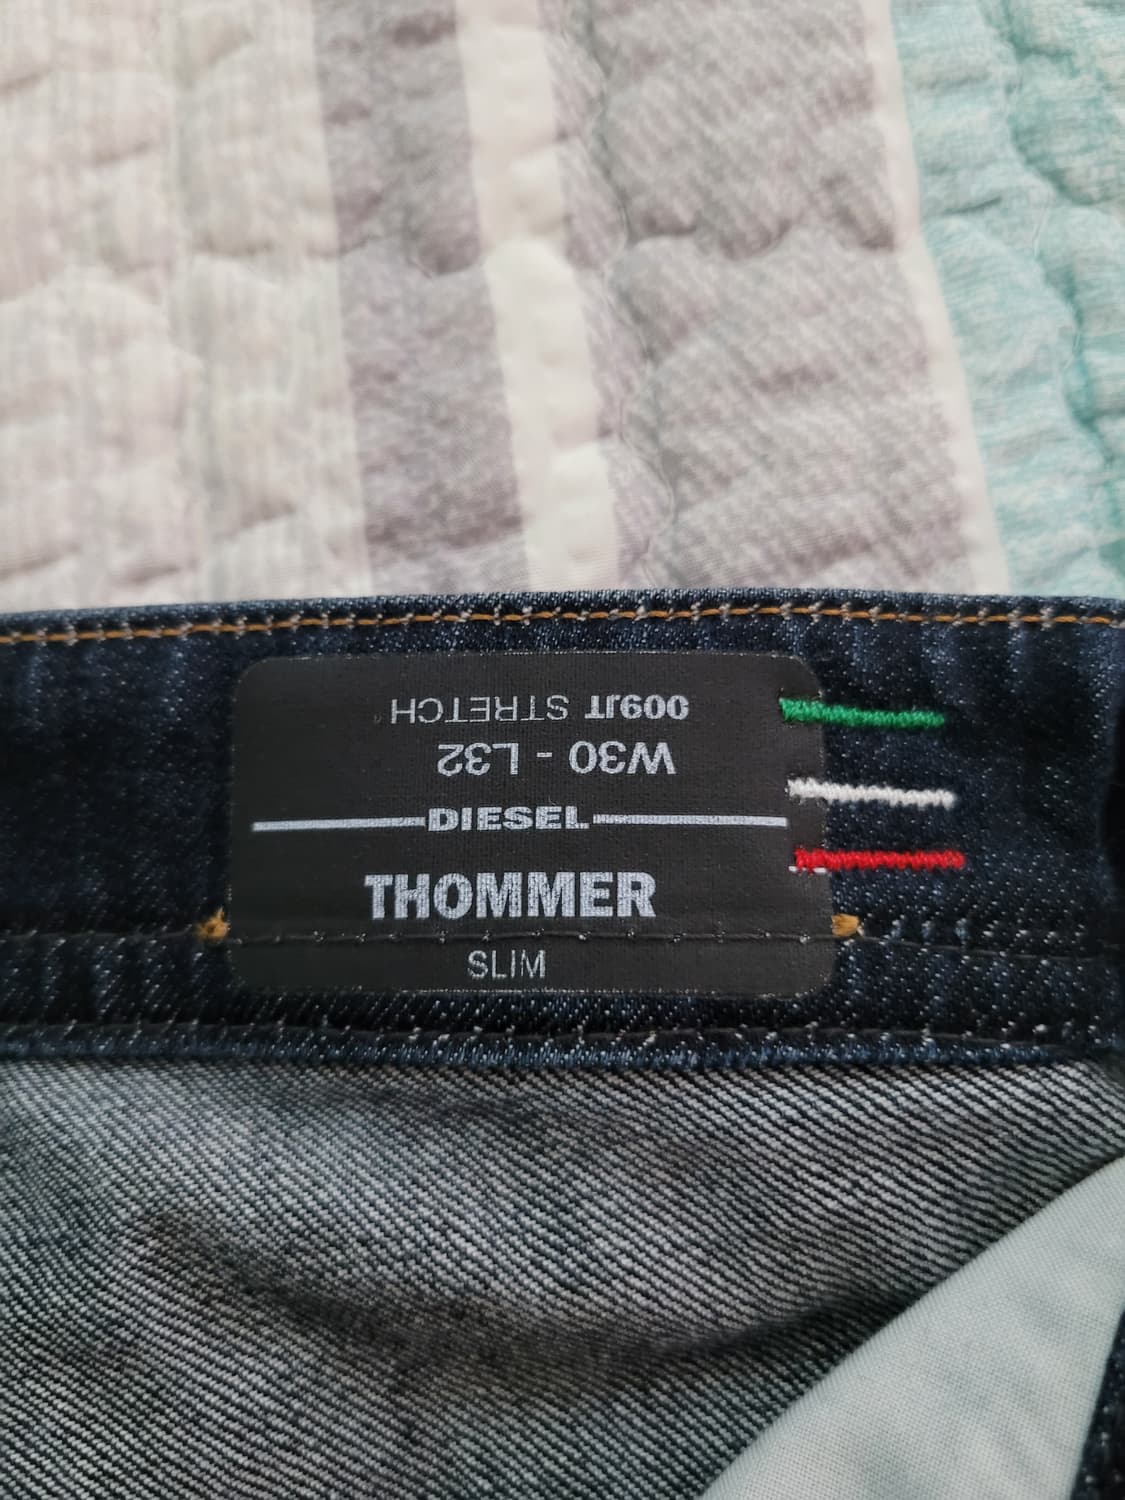 009JT STRETCH
W30 - L32
DIESEL
THOMMER
SLIM